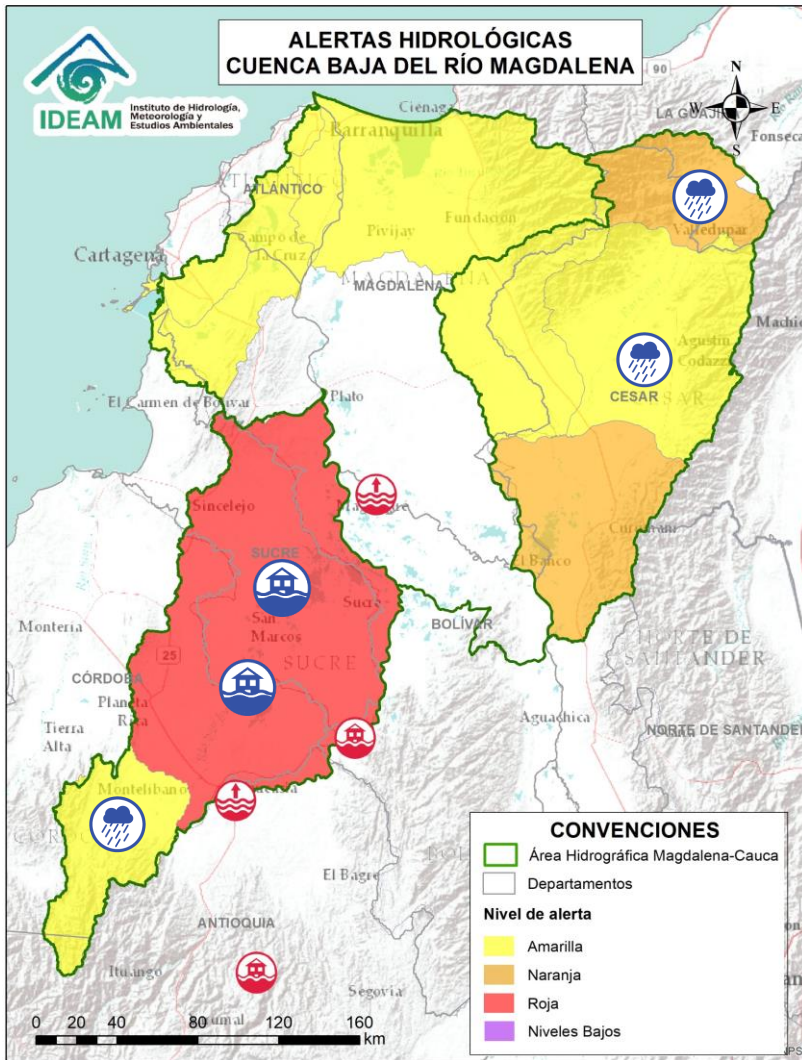 ALERTAS HIDROLÓGICAS
CUENCA BAJA DEL RÍO MAGDALENA
IDEAM
Instituto de Hidrología,
Meteorología y
Estudios Ambientales
N
W
E
S
90
Ciénaga
LA GUAJIRA
Fonseca
Barranquilla
ATLÁNTICO
Fundación
Pivijay
Valledupar
Campo de
la Cruz
Cartagena
MAGDALENA
MAGDALENA
Agustín
Codazzi
CESAR
El Carmen de Bolívar
Plato
Sincelejo
SUCRE
Sucre
San
Marcos
SUCRE
BOLÍVAR
El Banco
Montería
25
CÓRDOBA
Planeta
Rica
Tierra
Alta
NORTE DE
SANTANDER
Aguachica
NORTE DE SANTANDER
Montelíbano
El Bagre
ANTIOQUIA
Ituango
Segovia
CONVENCIONES
Área Hidrográfica Magdalena-Cauca
Departamentos
Nivel de alerta
Amarilla
Naranja
Roja
Niveles Bajos
0 20 40 80 120 160
km